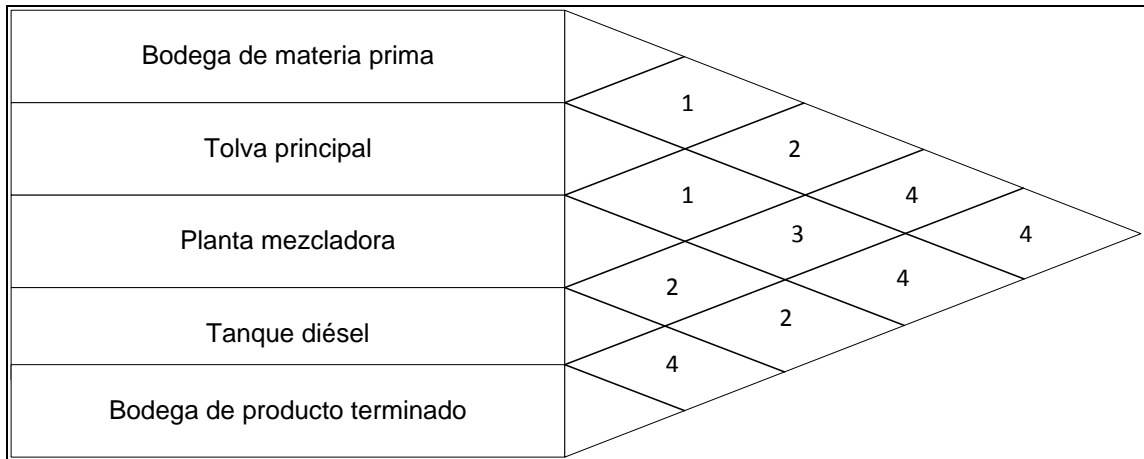 Bodega de materia prima
1
Tolva principal
2
1
4
Planta mezcladora
3
4
2
4
Tanque diésel
2
4
Bodega de producto terminado